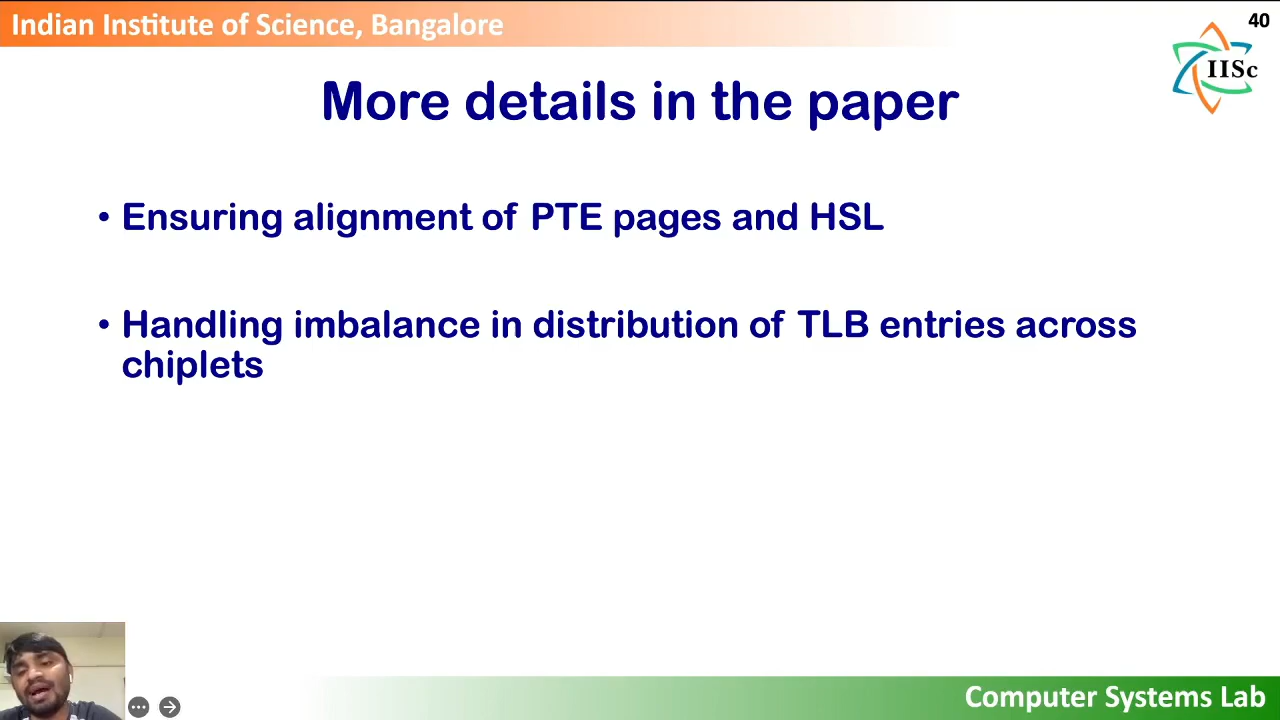 Indian Institute of Science, Bangalore
40
IISc
More details in the paper
• Ensuring alignment of PTE pages and HSL
• Handling imbalance in distribution of TLB entries across
chiplets
Computer Systems Lab